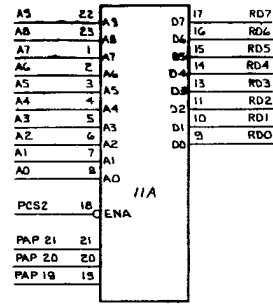 A9 22 A9 D7 17 RD7
A8 23 A8 D6 16 RD6
A7 1 A7 D5 15 RD5
A6 2 A6 D4 14 RD4
A5 3 A5 D3 13 RD3
A4 4 A4 D2 11 RD2
A3 5 A3 D1 10 RD1
A2 6 A2 D0 9 RD0
A1 7 A1
A0 8 A0
11A
PCS2 18 ENA
PAP 21 21
PAP 20 20
PAP 19 19